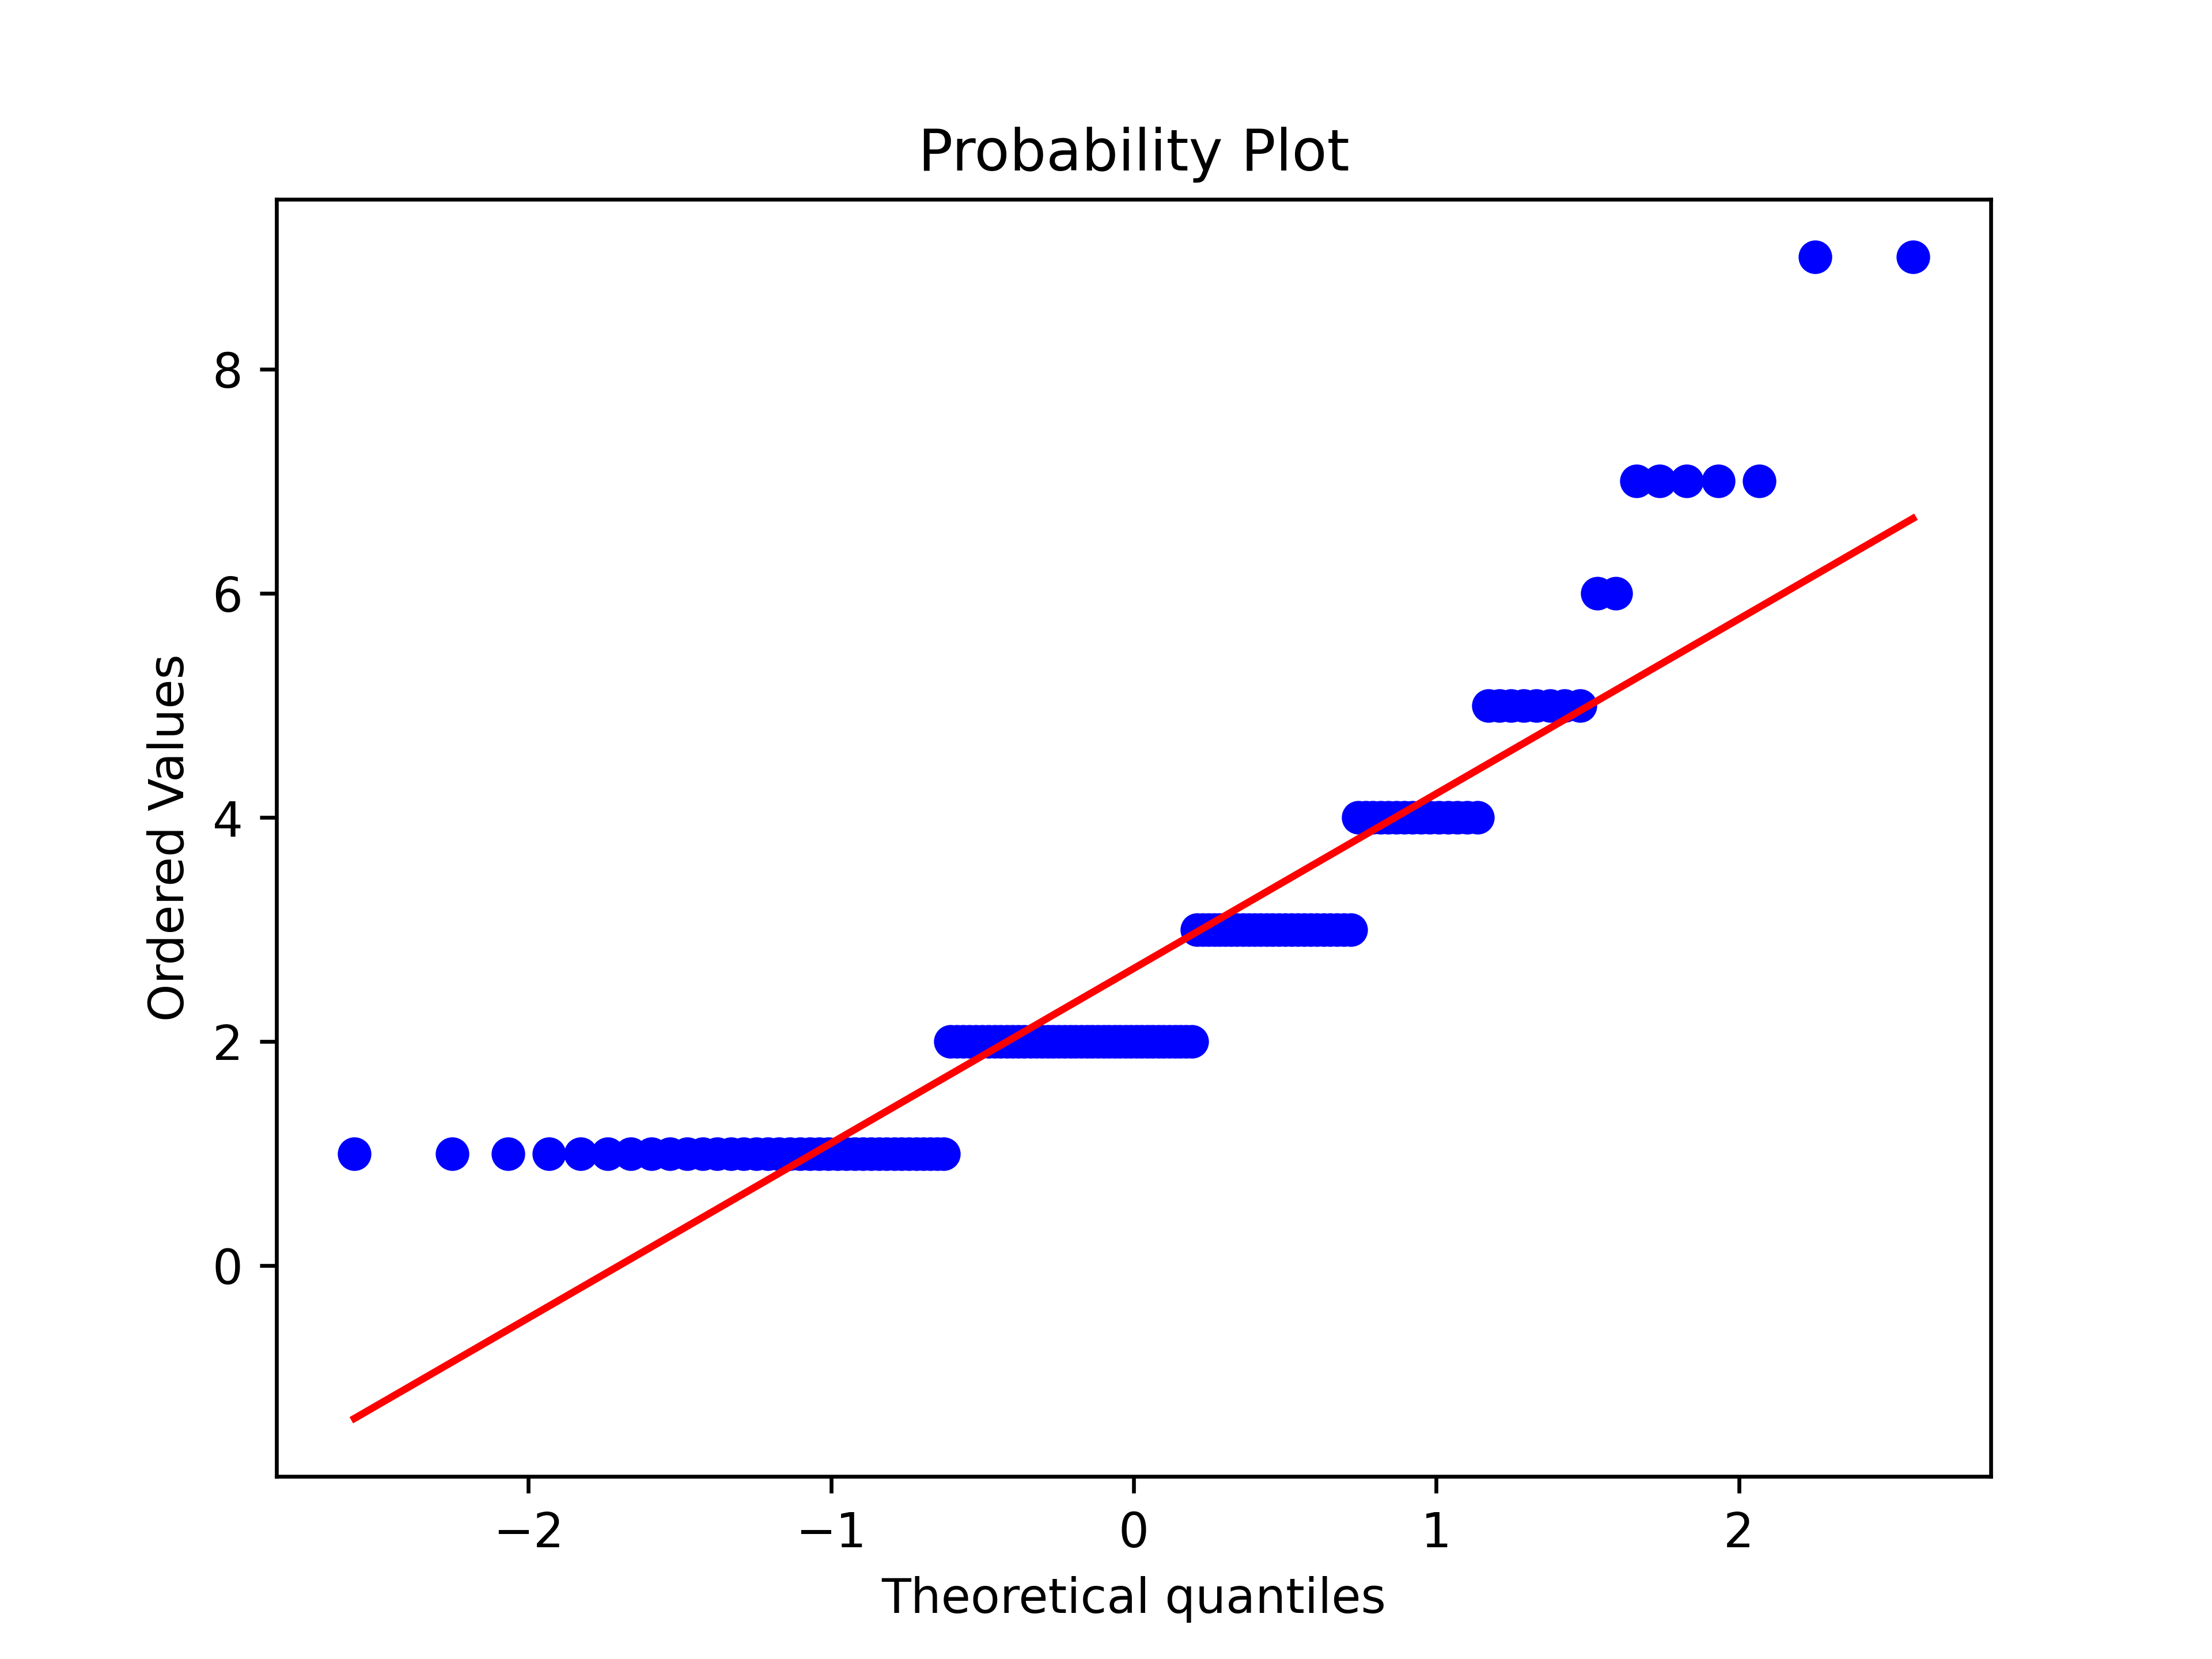 Probability Plot
8
6
4
2
0
Ordered Values
−2 −1 0 1 2
Theoretical quantiles